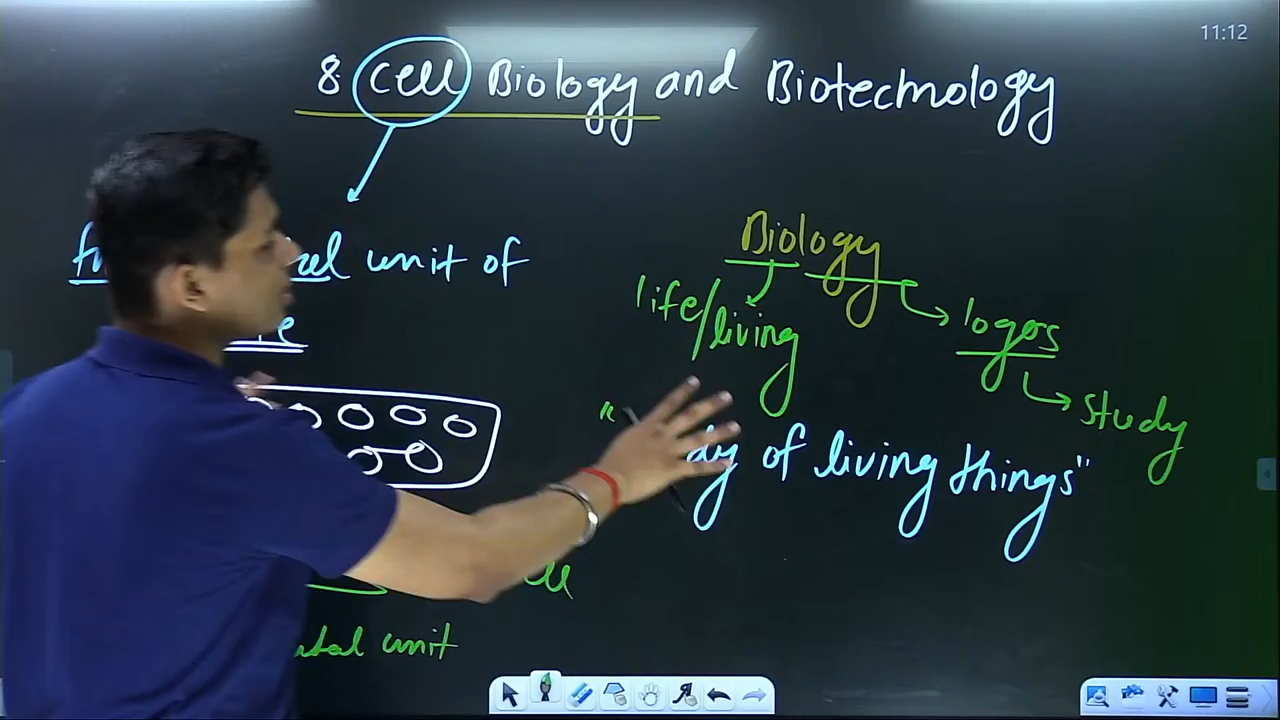 11:12
8. Cell Biology and Biotechnology
unit of
Biology
life/living
logos
study
of living things"
unit